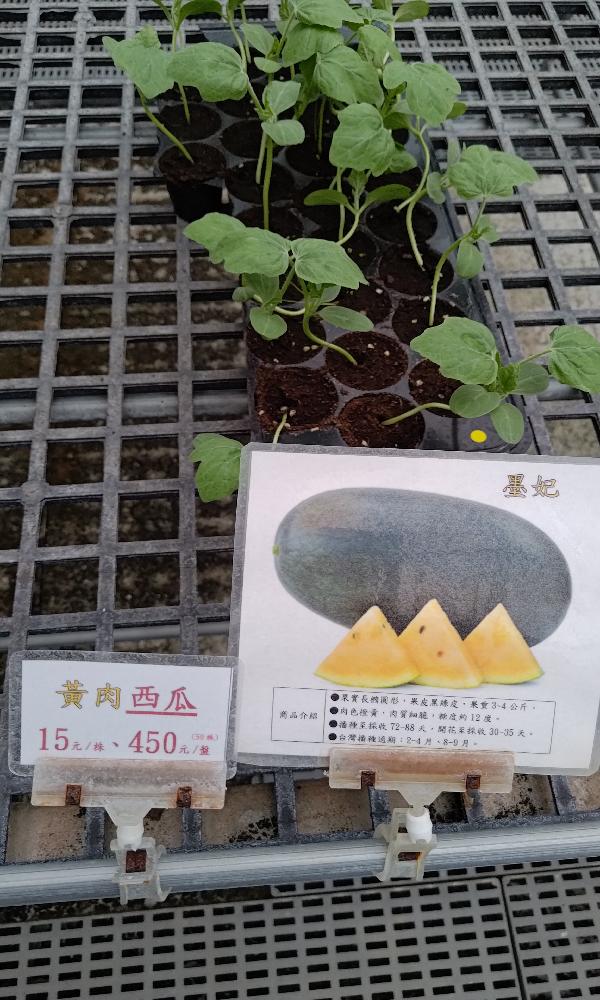 墨妃
商品介紹
●果實長橢圓形，果皮黑綠皮，果重3-4公斤。
●肉色橙黃，肉質細脆，糖度約12度。
●播種至採收72-88天，開花至採收30-35天。
●台灣播種適期：2-4月、8-9月。
黃肉西瓜
15元/株、450元/盤
(50株)